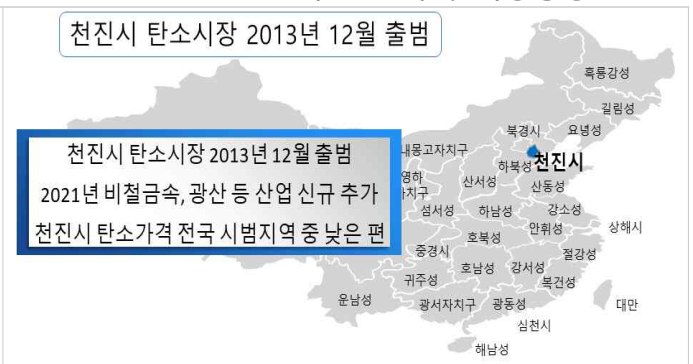 천진시 탄소시장 2013년 12월 출범
흑룡강성
길림성
북경시
요녕성
내몽고자치구
천진시 탄소시장 2013년 12월 출범
하북성
천진시
영하
산서성
산동성
2021년 비철금속, 광산 등 산업 신규 추가
치구
섬서성
하남성
강소성
안휘성
상해시
천진시 탄소가격 전국 시범지역 중 낮은 편
호북성
중경시
절강성
호남성
강서성
귀주성
복건성
운남성
광서자치구
광동성
대만
심천시
해남성